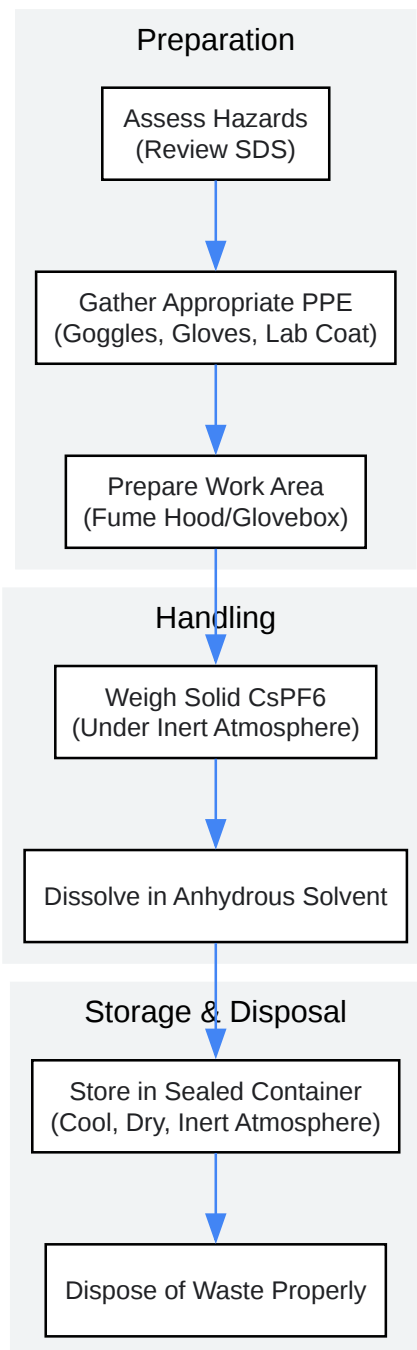 Preparation
Assess Hazards
(Review SDS)
Gather Appropriate PPE
(Goggles, Gloves, Lab Coat)
Prepare Work Area
(Fume Hood/Glovebox)
Handling
Weigh Solid CsPF6
(Under Inert Atmosphere)
Dissolve in Anhydrous Solvent
Storage & Disposal
Store in Sealed Container
(Cool, Dry, Inert Atmosphere)
Dispose of Waste Properly